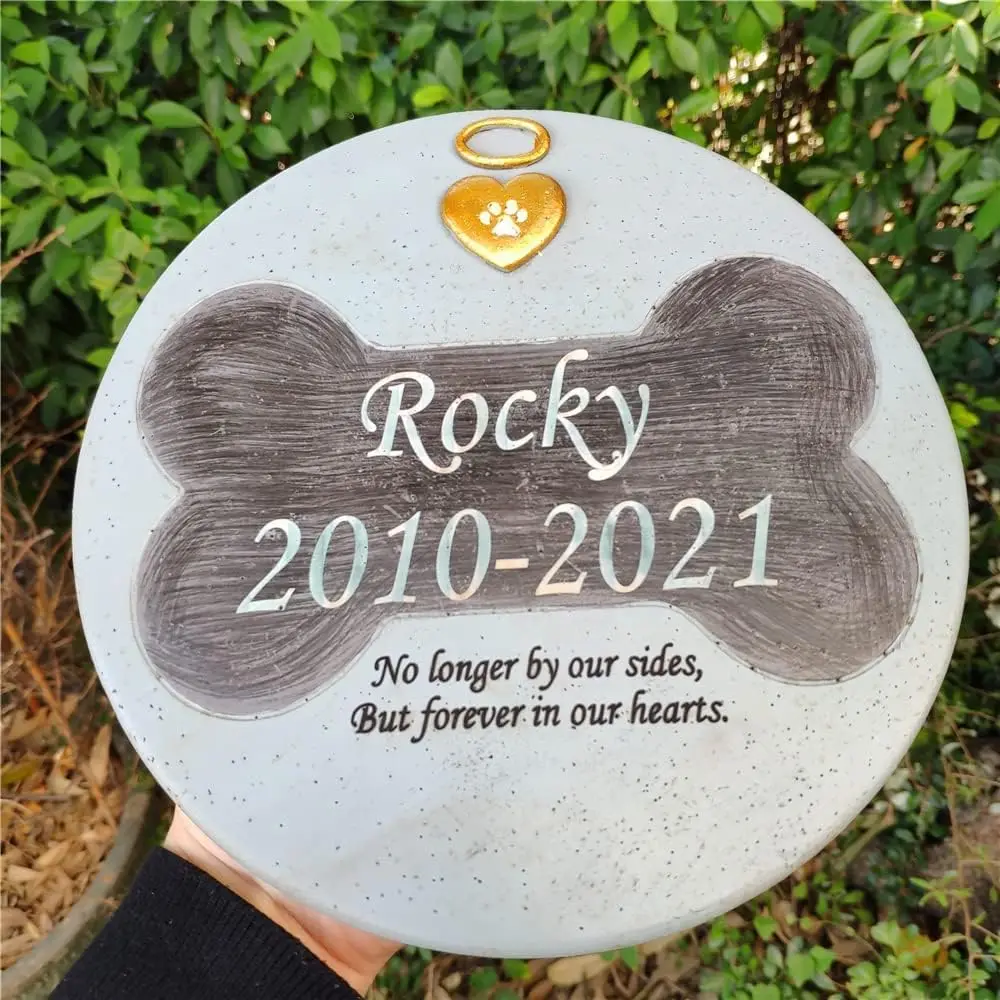 Rocky
2010-2021
No longer by our sides,
But forever in our hearts.